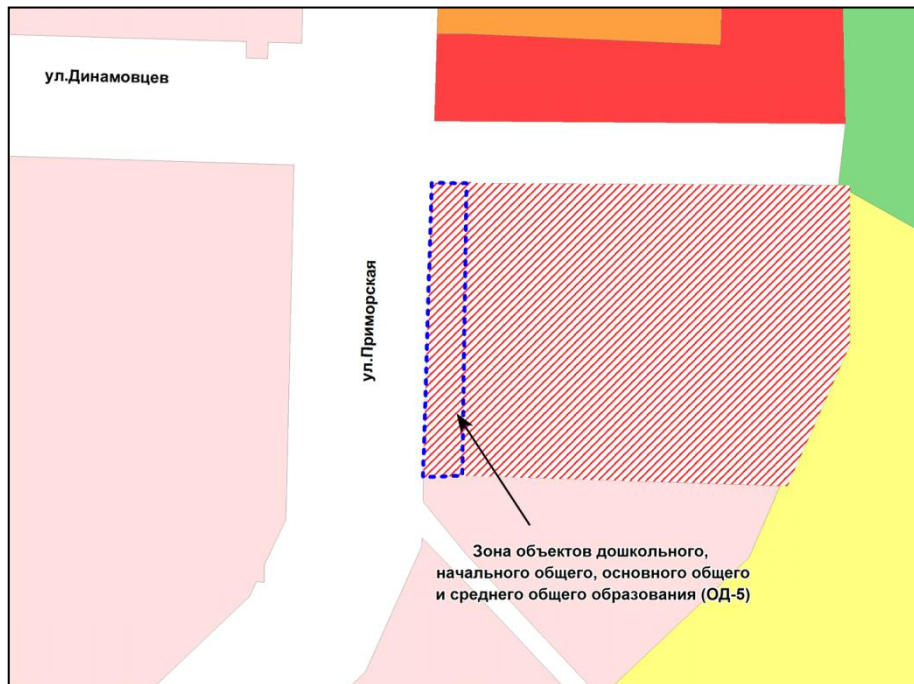 ул.Динамовцев
ул.Приморская
Зона объектов дошкольного,
начального общего, основного общего
и среднего общего образования (ОД-5)